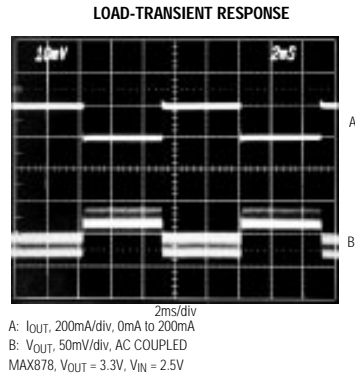 LOAD-TRANSIENT RESPONSE
10mV 2mS
A
B
2ms/div
A: IOUT, 200mA/div, 0mA to 200mA
B: VOUT, 50mV/div, AC COUPLED
MAX878, VOUT = 3.3V, VIN = 2.5V